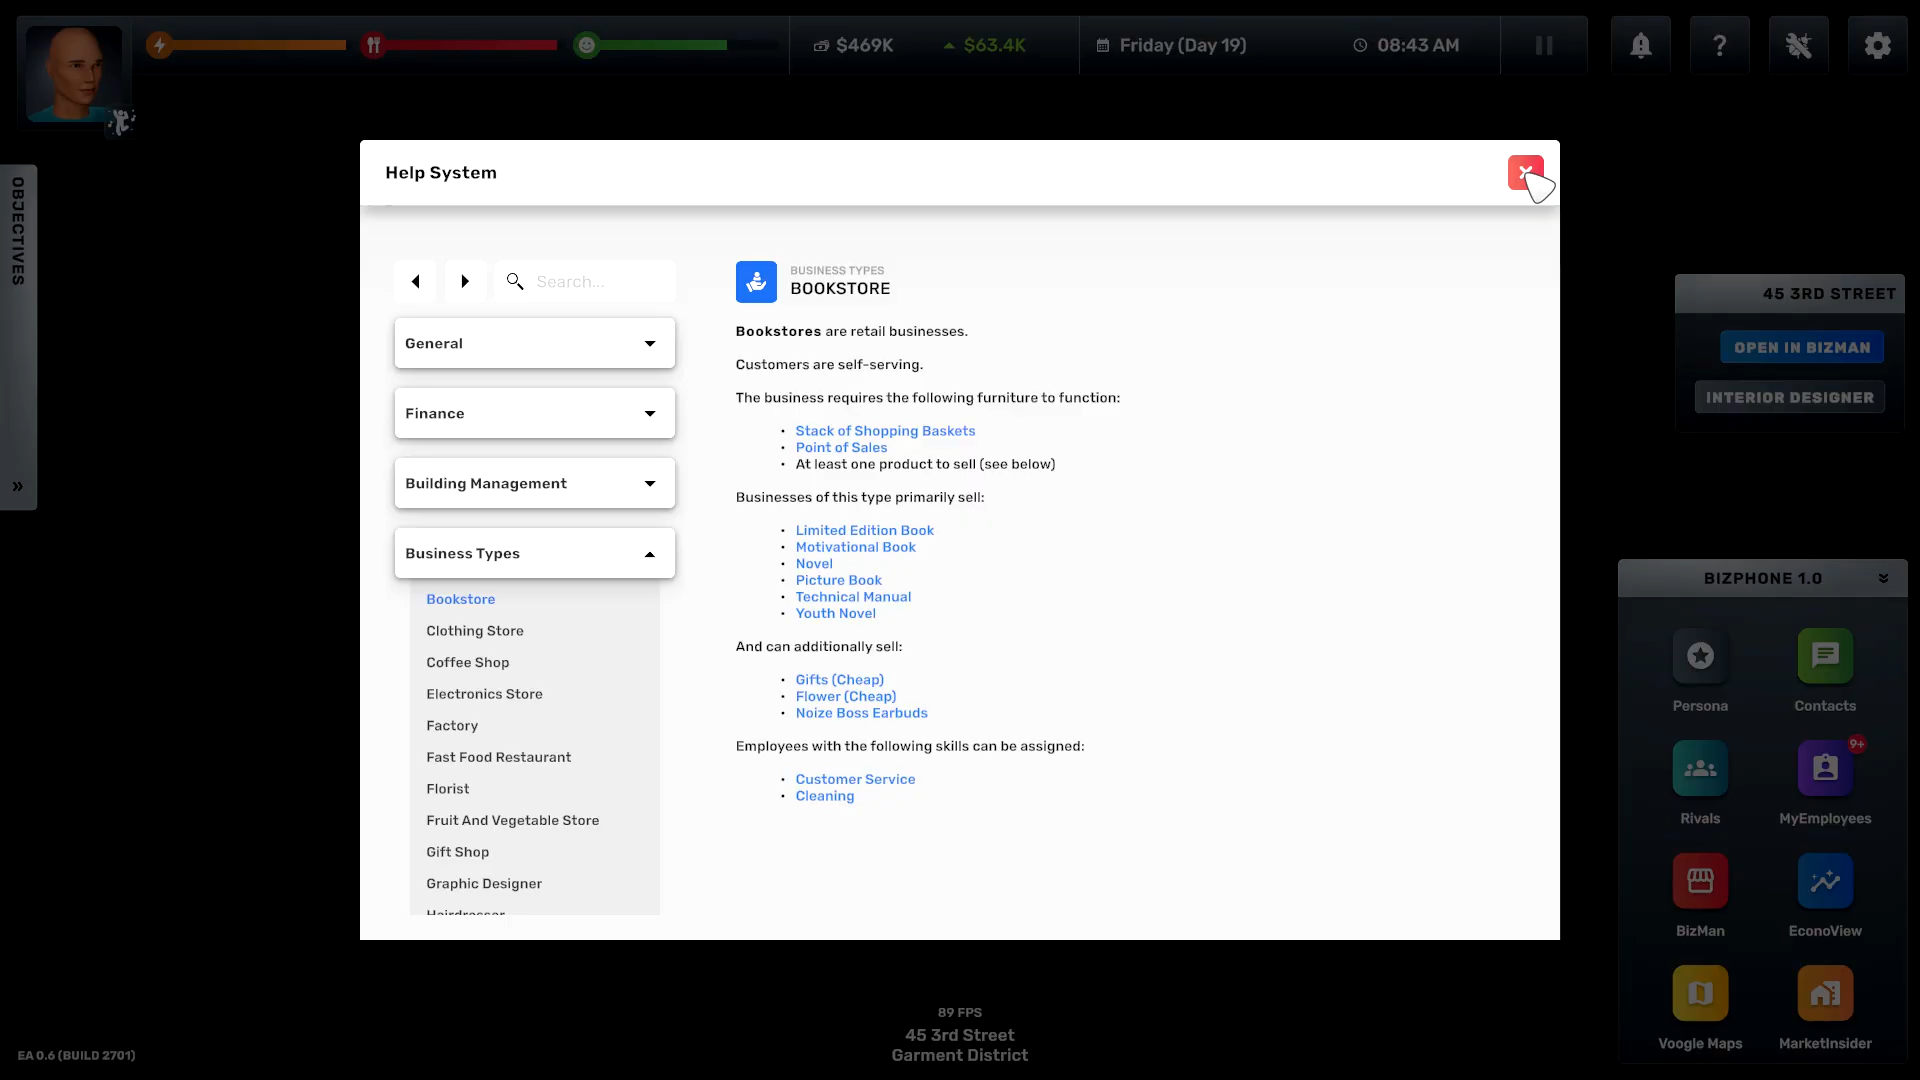 $469K
$63.4K
Friday (Day 19)
08:43 AM
?
OBJECTIVES
Help System
Search...
General
Finance
Building Management
Business Types
Bookstore
Clothing Store
Coffee Shop
Electronics Store
Factory
Fast Food Restaurant
Florist
Fruit And Vegetable Store
Gift Shop
Graphic Designer
Hairdresser
BUSINESS TYPES
BOOKSTORE
Bookstores are retail businesses.
Customers are self-serving.
The business requires the following furniture to function:
• Stack of Shopping Baskets
• Point of Sales
• At least one product to sell (see below)
Businesses of this type primarily sell:
• Limited Edition Book
• Motivational Book
• Novel
• Picture Book
• Technical Manual
• Youth Novel
And can additionally sell:
• Gifts (Cheap)
• Flower (Cheap)
• Noize Boss Earbuds
Employees with the following skills can be assigned:
• Customer Service
• Cleaning
45 3RD STREET
OPEN IN BIZMAN
INTERIOR DESIGNER
BIZPHONE 1.0
Persona
Contacts
Rivals
9+
MyEmployees
BizMan
EconoView
Voogle Maps
MarketInsider
89 FPS
45 3rd Street
Garment District
EA 0.6 (BUILD 2701)